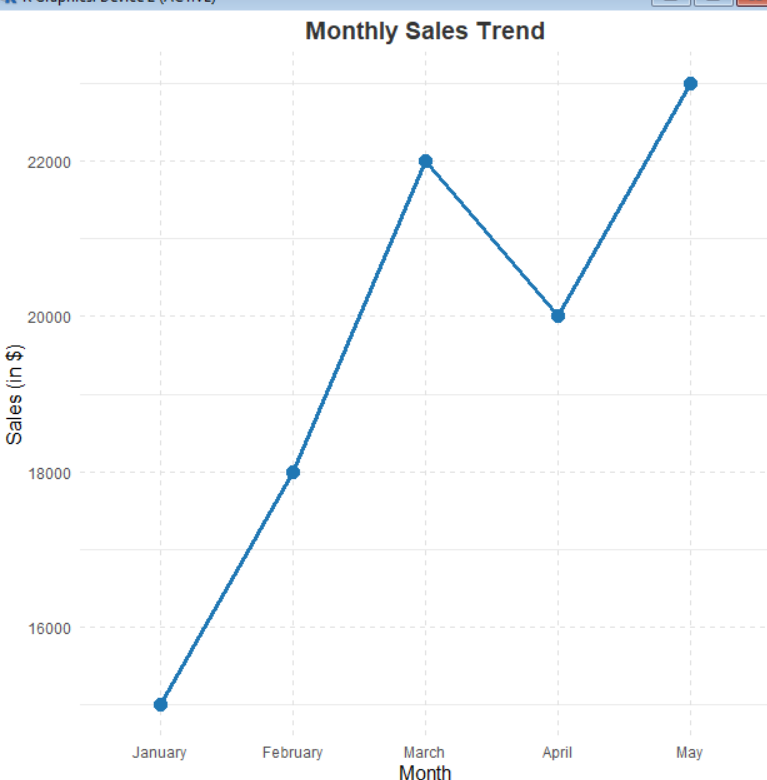 Monthly Sales Trend
22000
20000
18000
16000
Sales (in $)
January February March April May
Month